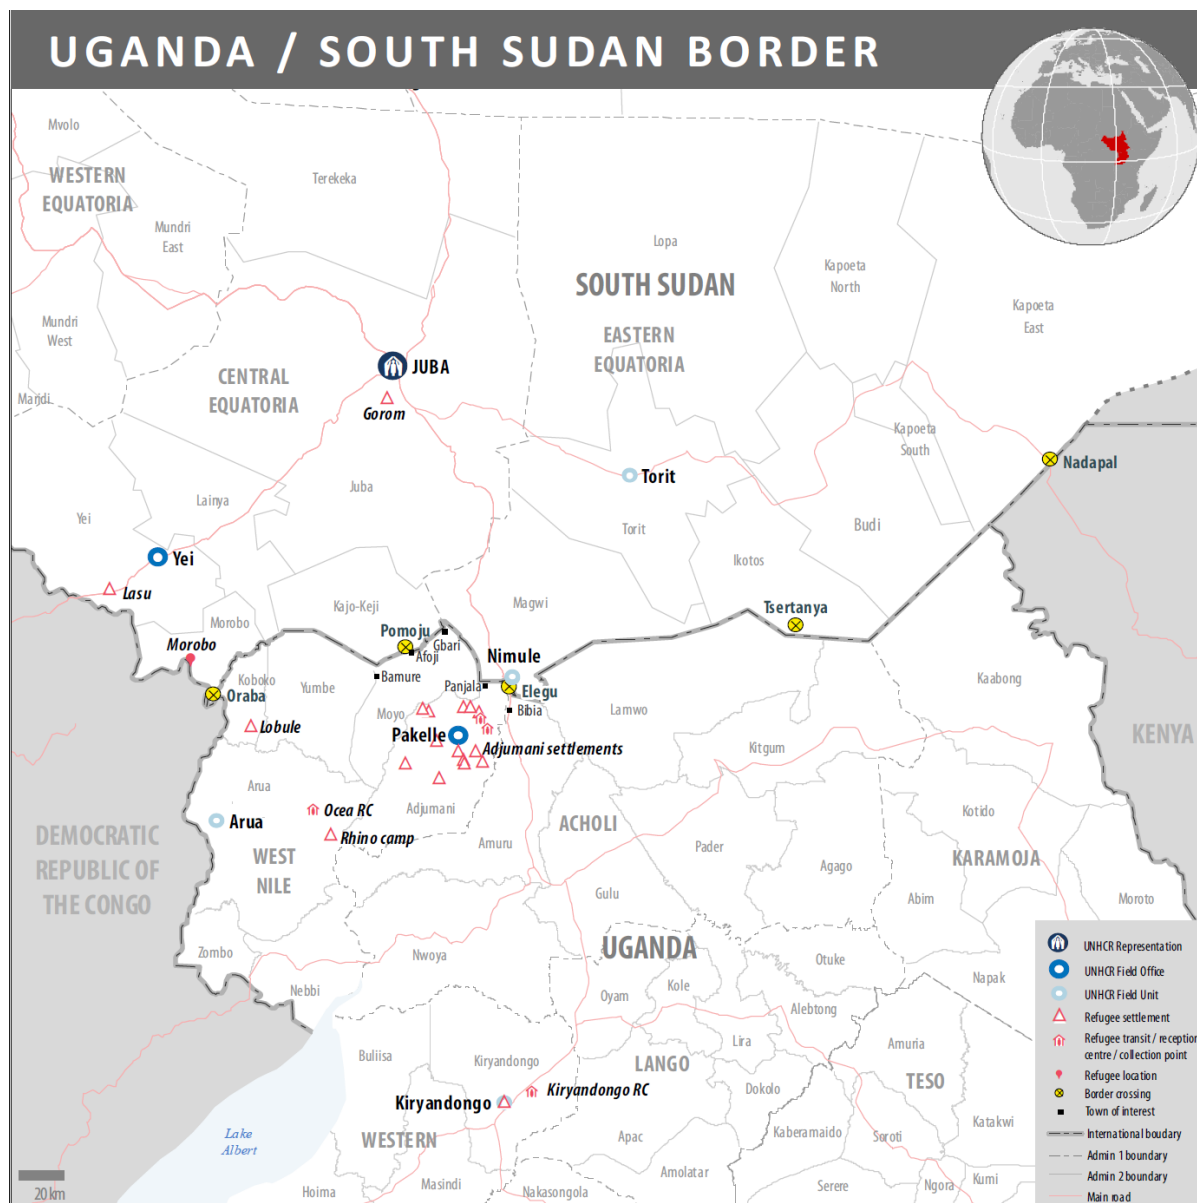 UGANDA / SOUTH SUDAN BORDER
Mvolo
WESTERN
EQUATORIA
Terekeka
Mundri
East
Lopa
SOUTH SUDAN
Kapoeta
North
Kapoeta
East
Mundri
West
EASTERN
EQUATORIA
JUBA
CENTRAL
EQUATORIA
Maridi
Gorom
Kapoeta
South
Nadapal
Torit
Juba
Lainya
Yei
Torit
Budi
Yei
Ikotos
Lasu
Kajo-Keji
Magwi
Tsertanya
Morobo
Pomoju
Gbari
Morobo
Afoji
Nimule
Koboko
Bamure
Panjala
Oraba
Yumbe
Elegu
Kaabong
Moyo
Bibia
Lamwo
Lobule
Pakelle
KENYA
Adjumani settlements
Kitgum
Arua
Ocea RC
Adjumani
Kotido
Arua
ACHOLI
DEMOCRATIC
REPUBLIC OF
THE CONGO
Rhino camp
Amuru
Pader
KARAMOJA
WEST
NILE
Agago
Gulu
Abim
Moroto
Zombo
Nwoya
UGANDA
Otuke
Napak
Nebbi
Oyam
Kole
Alebtong
Lira
Amuria
Buliisa
Kiryandongo
LANGO
TESO
Dokolo
Kiryandongo
Kiryandongo RC
Katakwi
Kaberamaido
Lake
Albert
WESTERN
Apac
Soroti
Amolatar
Hoima
Masindi
Nakasongola
Serere
Ngora
Kumi
20 km
UNHCR Representation
UNHCR Field Office
UNHCR Field Unit
Refugee settlement
Refugee transit / reception
centre / collection point
Refugee location
Border crossing
Town of interest
International boudary
Admin 1 boundary
Admin 2 boundary
Main road